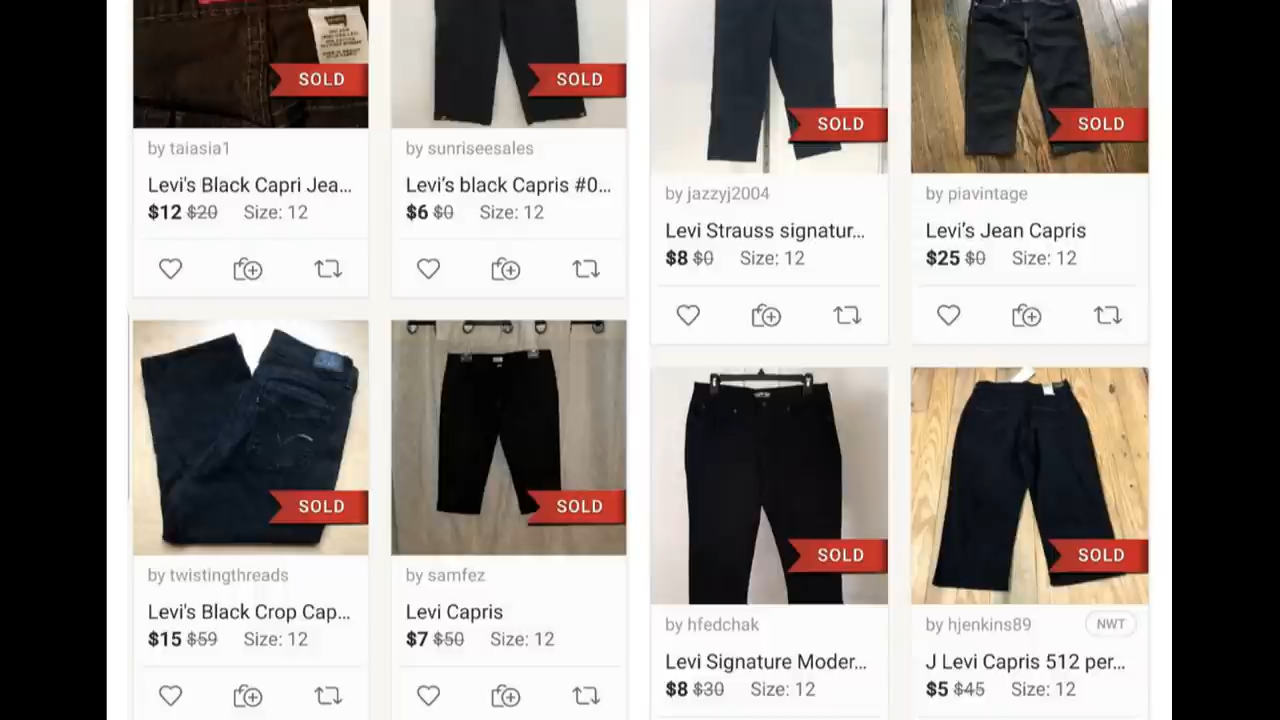 SOLD
by taiasia1
Levi's Black Capri Jea...
$12 $20 Size: 12
SOLD
by sunriseesales
Levi's black Capris #0...
$6 $0 Size: 12
SOLD
by jazzyj2004
Levi Strauss signatur...
$8 $0 Size: 12
SOLD
by piavintage
Levi's Jean Capris
$25 $0 Size: 12
SOLD
by twistingthreads
Levi's Black Crop Cap...
$15 $59 Size: 12
SOLD
by samfez
Levi Capris
$7 $50 Size: 12
SOLD
by hfedchak
Levi Signature Moder...
$8 $30 Size: 12
SOLD
by hjenkins89
NWT
J Levi Capris 512 per...
$5 $45 Size: 12